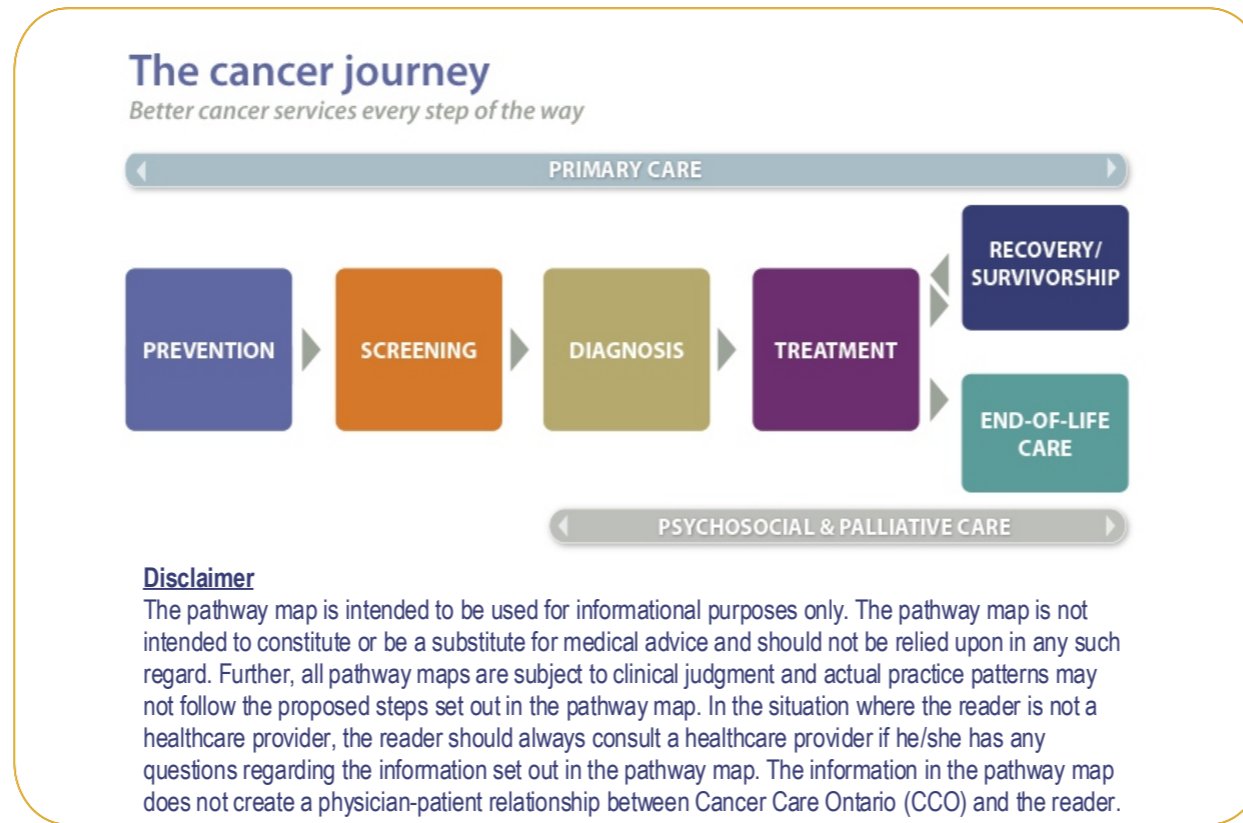 The cancer journey
Better cancer services every step of the way
PRIMARY CARE
PREVENTION
SCREENING
DIAGNOSIS
TREATMENT
RECOVERY/
SURVIVORSHIP
END-OF-LIFE
CARE
PSYCHOSOCIAL & PALLIATIVE CARE
Disclaimer
The pathway map is intended to be used for informational purposes only. The pathway map is not
intended to constitute or be a substitute for medical advice and should not be relied upon in any such
regard. Further, all pathway maps are subject to clinical judgment and actual practice patterns may
not follow the proposed steps set out in the pathway map. In the situation where the reader is not a
healthcare provider, the reader should always consult a healthcare provider if he/she has any
questions regarding the information set out in the pathway map. The information in the pathway map
does not create a physician-patient relationship between Cancer Care Ontario (CCO) and the reader.